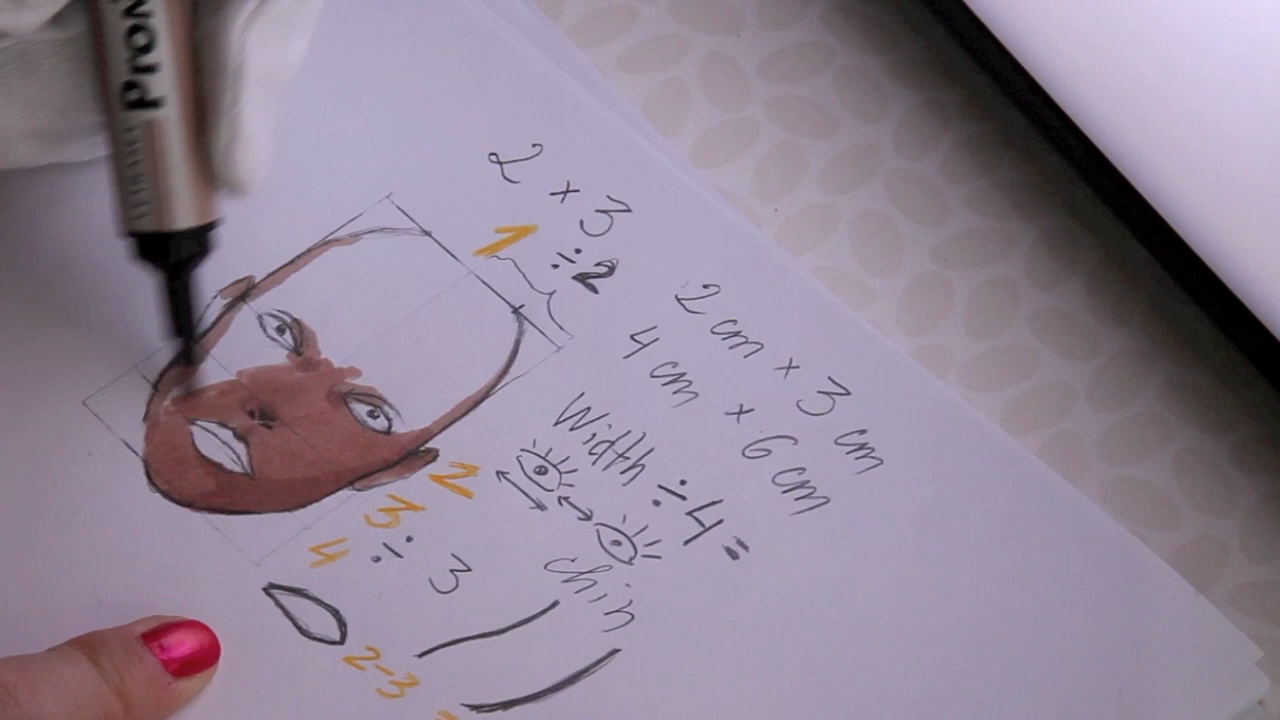 Pro
2 x 3
1
÷2
2 cm x 3 cm
4 cm x 6 cm
Width ÷4 =
2
3
4
÷ 3
chin
2-3